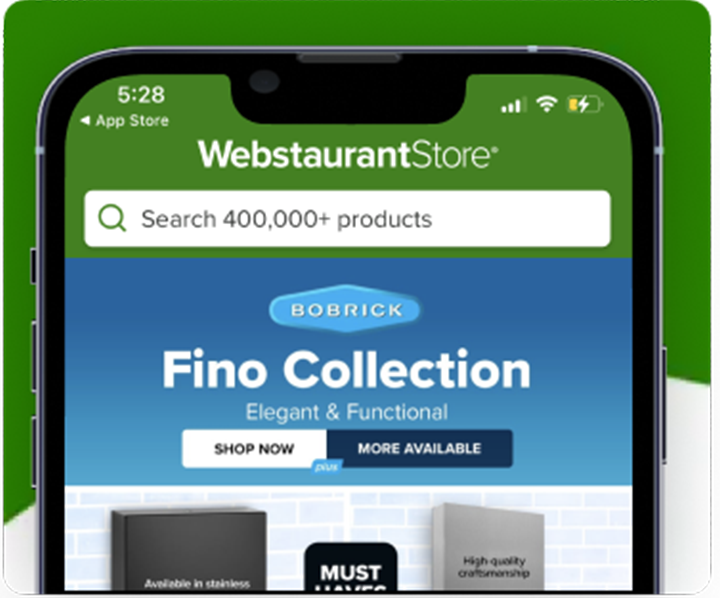 5:28
◀ App Store
WebstaurantStore®
Search 400,000+ products
BOBRICK
Fino Collection
Elegant & Functional
SHOP NOW
plus
MORE AVAILABLE
Available in stainless
MUST
HAVES
High-quality
craftsmanship